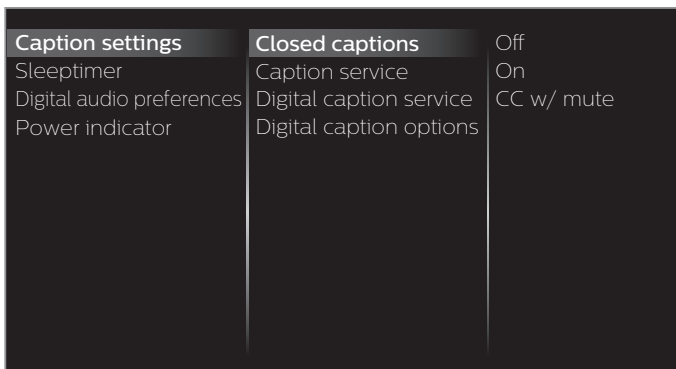 Caption settings
Sleeptimer
Digital audio preferences
Power indicator
Closed captions
Caption service
Digital caption service
Digital caption options
Off
On
CC w/ mute